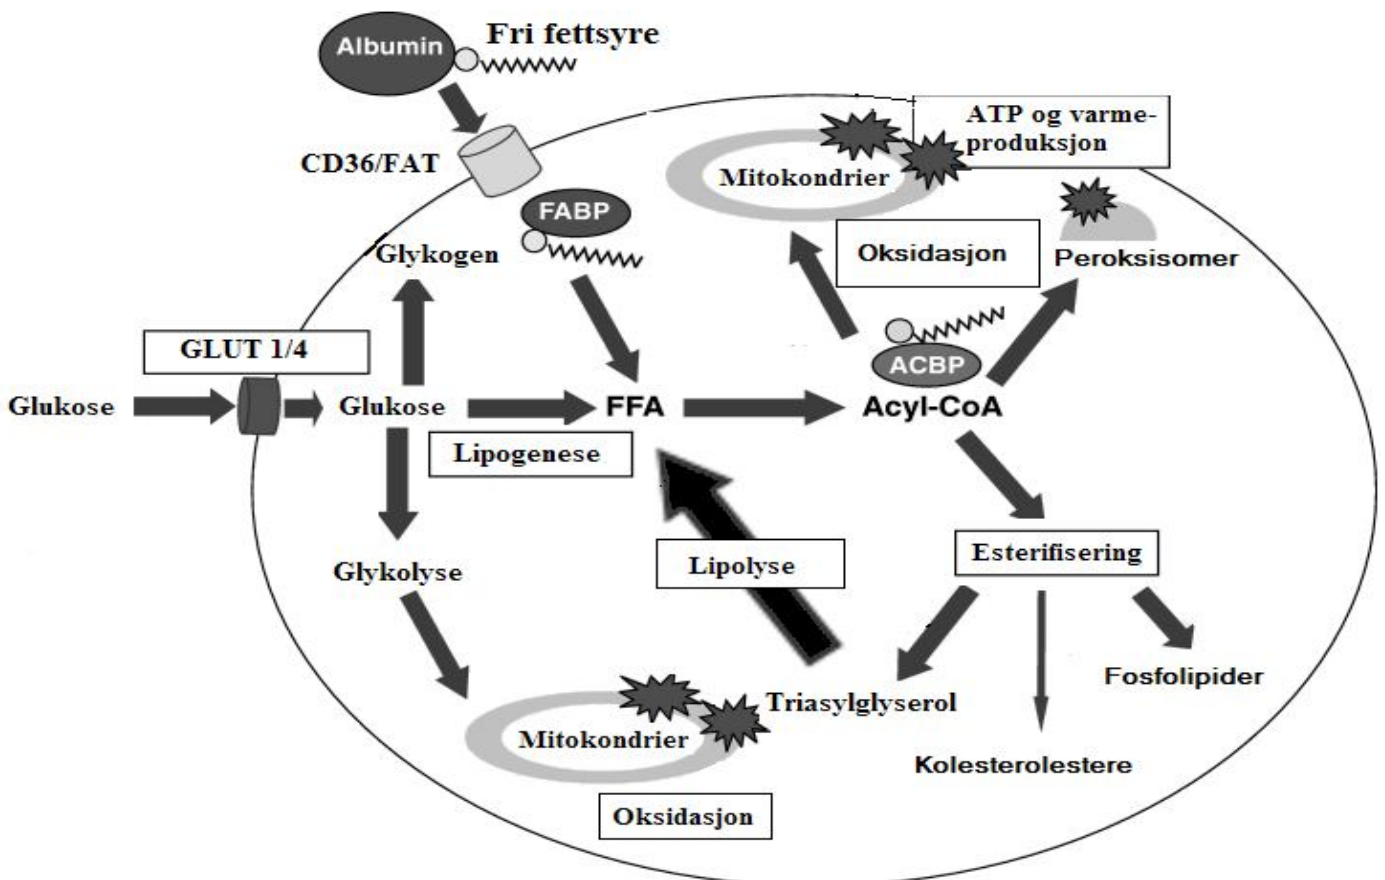 Albumin
Fri fettsyre
CD36/FAT
ATP og varme-
produksjon
Mitokondrier
FABP
Glykogen
Oksidasjon
Peroksisomer
GLUT 1/4
ACBP
Glukose
Glukose
FFA
Acyl-CoA
Lipogenese
Lipolyse
Esterifisering
Glykolyse
Fosfolipider
Triasylglyserol
Mitokondrier
Kolesterolestere
Oksidasjon